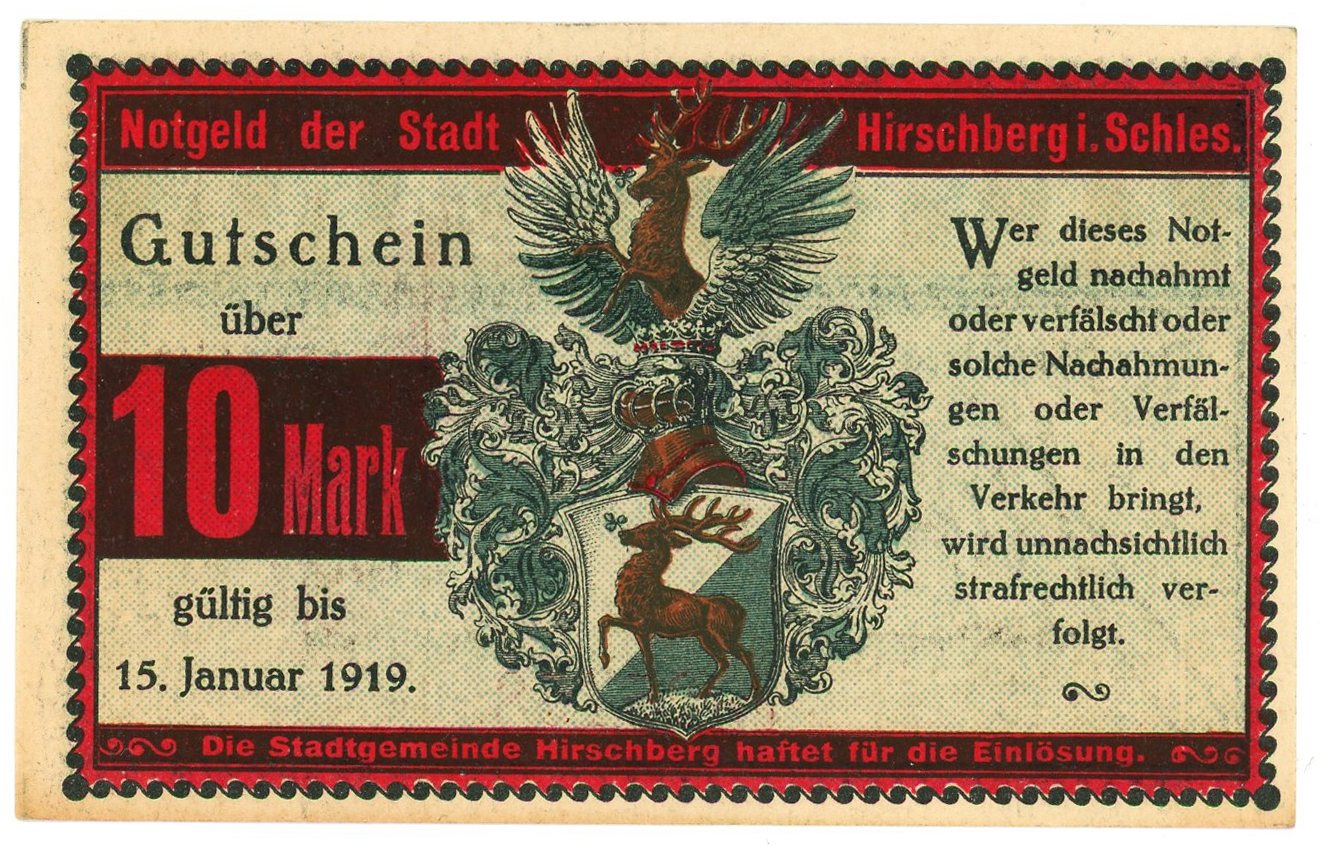 Notgeld der Stadt Hirschberg i. Schles.
Gutschein
über
10 Mark
gültig bis
15. Januar 1919.
Wer dieses Not-
geld nachahmt
oder verfälscht oder
solche Nachahmun-
gen oder Verfäl-
schungen in den
Verkehr bringt,
wird unnachsichtlich
strafrechtlich ver-
folgt.
Die Stadtgemeinde Hirschberg haftet für die Einlösung.